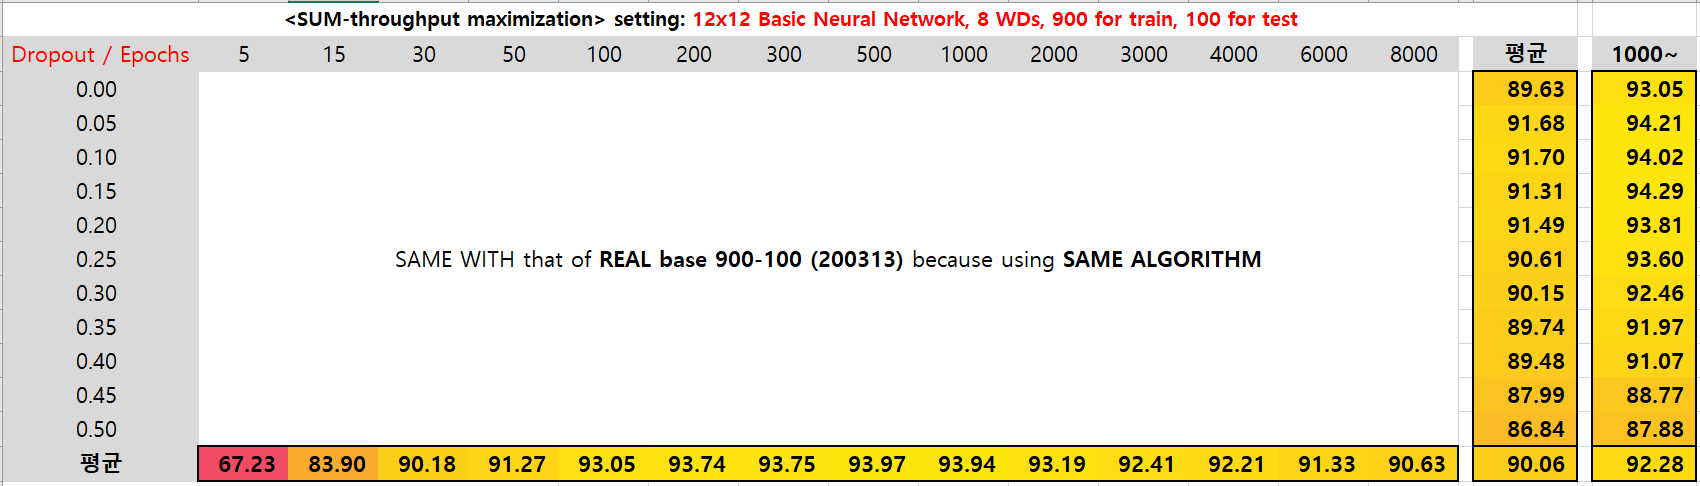 <SUM-throughput maximization> setting: 12x12 Basic Neural Network, 8 WDs, 900 for train, 100 for test
Dropout / Epochs 5 15 30 50 100 200 300 500 1000 2000 3000 4000 6000 8000 평균 1000~
0.00 89.63 93.05
0.05 91.68 94.21
0.10 91.70 94.02
0.15 91.31 94.29
0.20 91.49 93.81
0.25 SAME WITH that of REAL base 900-100 (200313) because using SAME ALGORITHM 90.61 93.60
0.30 90.15 92.46
0.35 89.74 91.97
0.40 89.48 91.07
0.45 87.99 88.77
0.50 86.84 87.88
평균 67.23 83.90 90.18 91.27 93.05 93.74 93.75 93.97 93.94 93.19 92.41 92.21 91.33 90.63 90.06 92.28